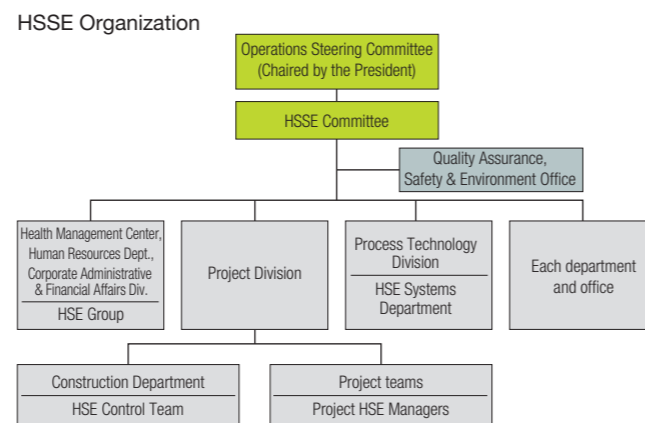 HSSE Organization
Operations Steering Committee
(Chaired by the President)
HSSE Committee
Quality Assurance,
Safety & Environment Office
Health Management Center,
Human Resources Dept.,
Corporate Administrative
& Financial Affairs Div.
HSE Group
Project Division
Process Technology
Division
HSE Systems
Department
Each department
and office
Construction Department
HSE Control Team
Project teams
Project HSE Managers